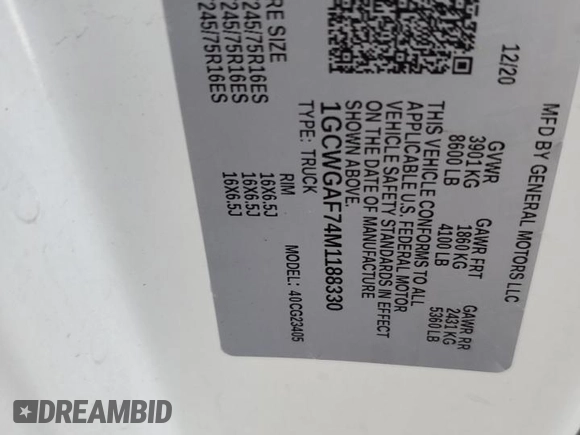 MFD BY GENERAL MOTORS LLC
12/20
GVWR
3901 KG
8600 LB
GAWR FRT
1860 KG
4100 LB
GAWR RR
2431 KG
5360 LB
THIS VEHICLE CONFORMS TO ALL
APPLICABLE U.S. FEDERAL MOTOR
VEHICLE SAFETY STANDARDS IN EFFECT
ON THE DATE OF MANUFACTURE
SHOWN ABOVE.
1GCWGAF74M1188330
TYPE: TRUCK
MODEL: 40CG23405
RE SIZE
RIM
245/75R16ES
16X6.5J
245/75R16ES
16X6.5J
245/75R16ES
16X6.5J
DREAMBID